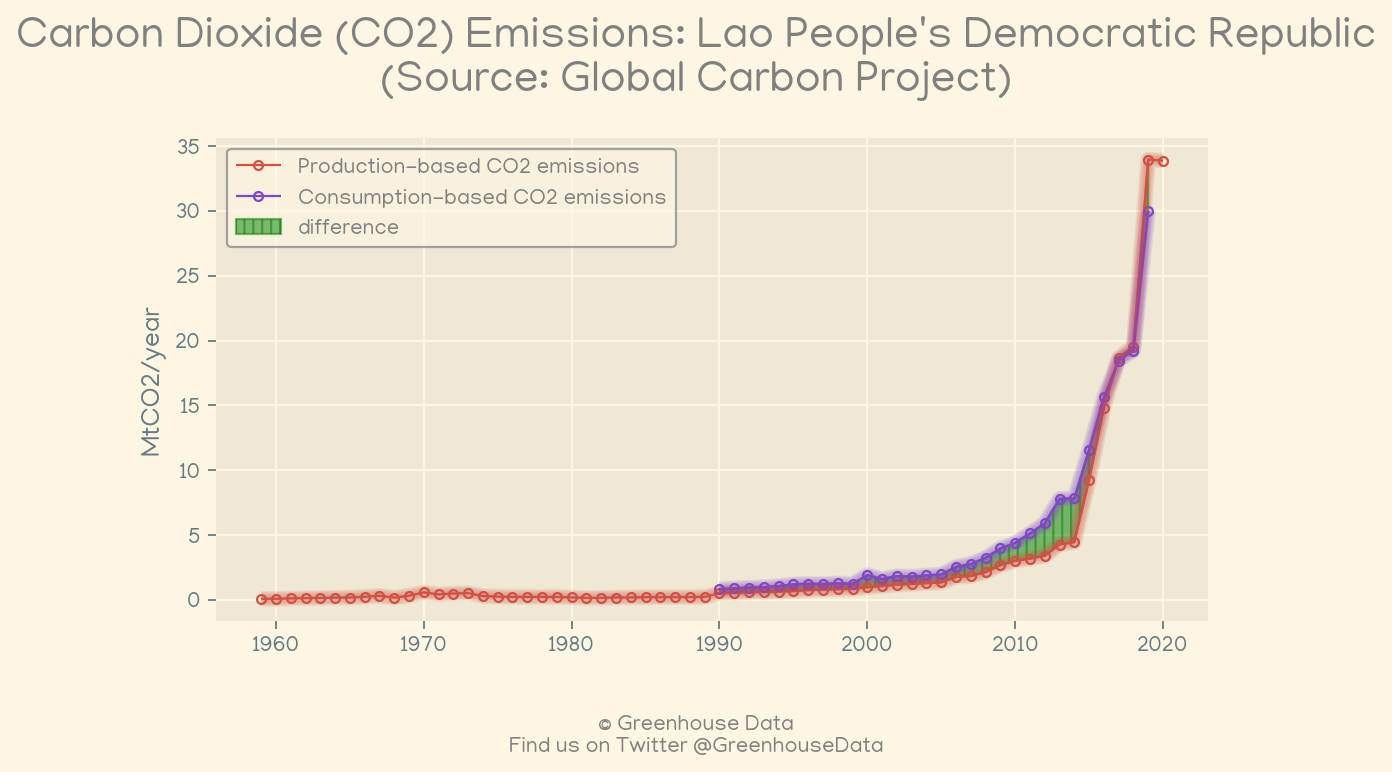 Carbon Dioxide (CO2) Emissions: Lao People's Democratic Republic
(Source: Global Carbon Project)
35
30
25
20
15
10
5
0
MtCO2/year
Production-based CO2 emissions
Consumption-based CO2 emissions
difference
1960 1970 1980 1990 2000 2010 2020
© Greenhouse Data
Find us on Twitter @GreenhouseData